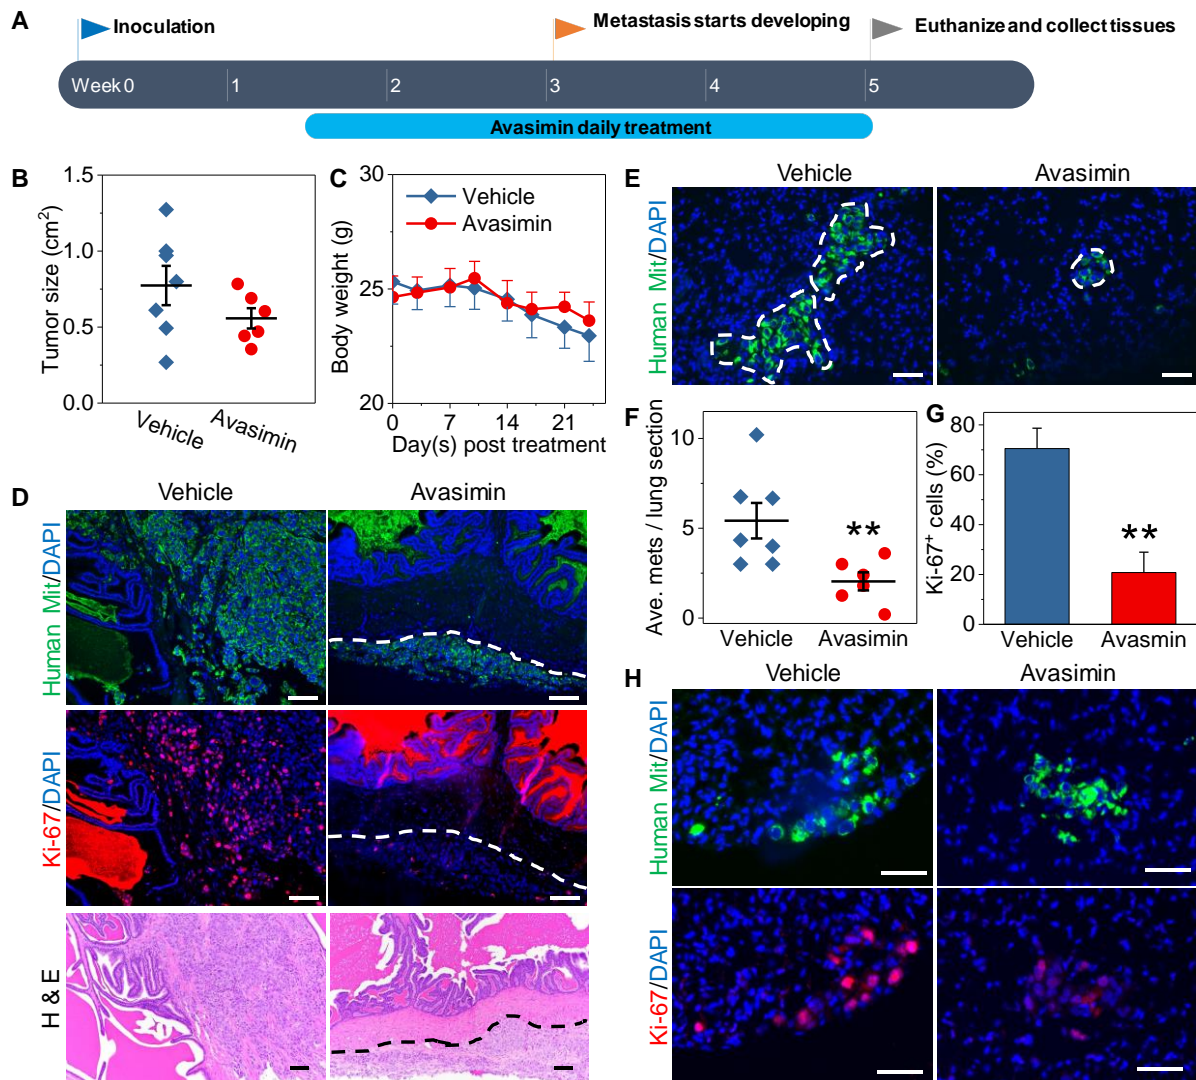 A
Inoculation
Metastasis starts developing
Euthanize and collect tissues
Week 0
1
2
3
4
5
Avasimin daily treatment
B
1.5
1.0
0.5
0.0
Tumor size (cm²)
Vehicle
Avasimin
C
30
25
20
Body weight (g)
Vehicle
Avasimin
0
7
14
21
Day(s) post treatment
D
Vehicle
Avasimin
Human Mit/DAPI
Ki-67/DAPI
H & E
E
Vehicle
Avasimin
Human Mit/DAPI
F
10
5
0
Ave. mets / lung section
**
Vehicle
Avasimin
G
80
60
40
20
0
Ki-67⁺ cells (%)
**
Vehicle
Avasmin
H
Vehicle
Avasimin
Human Mit/DAPI
Ki-67/DAPI